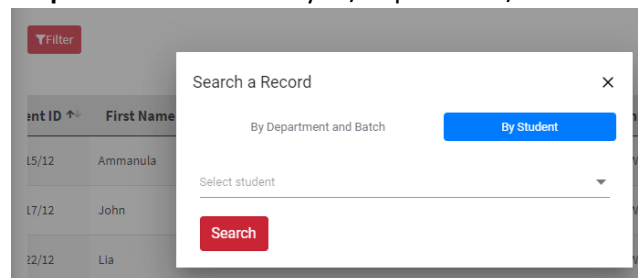 Filter
Search a Record ×
By Department and Batch By Student
ent ID First Name
15/12 Ammanula
Select student
17/12 John
Search
22/12 Lia